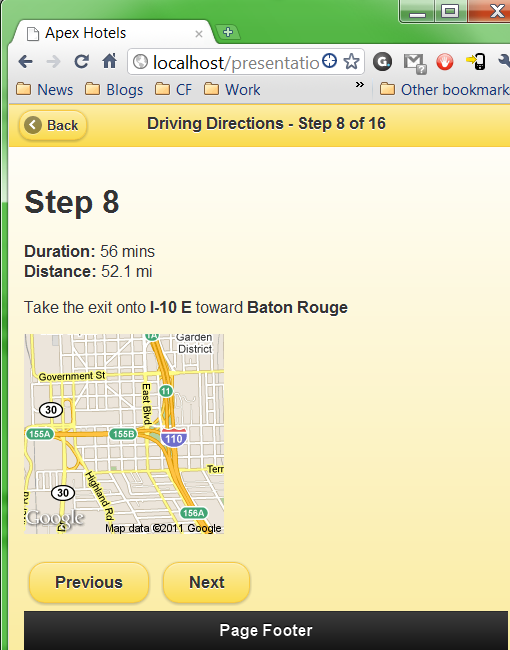 Apex Hotels
localhost/presentatio
News
Blogs
CF
Work
»
Other bookmark
Back
Driving Directions - Step 8 of 16
Step 8
Duration: 56 mins
Distance: 52.1 mi
Take the exit onto I-10 E toward Baton Rouge
1A
Garden
District
Government St
East Blvd
11
30
155A
155B
110
Highland Rd
Terr
30
156A
Google
Map data ©2011 Google
Previous
Next
Page Footer